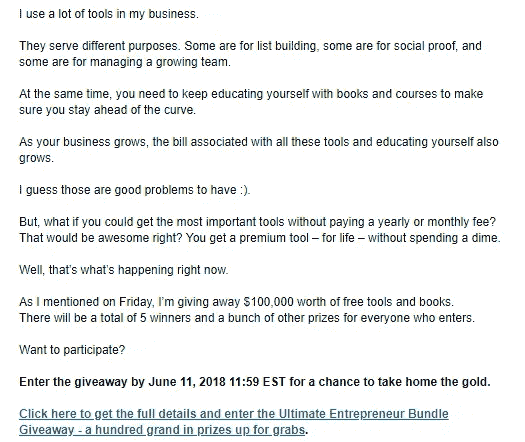 I use a lot of tools in my business.
They serve different purposes. Some are for list building, some are for social proof, and
some are for managing a growing team.
At the same time, you need to keep educating yourself with books and courses to make
sure you stay ahead of the curve.
As your business grows, the bill associated with all these tools and educating yourself also
grows.
I guess those are good problems to have :).
But, what if you could get the most important tools without paying a yearly or monthly fee?
That would be awesome right? You get a premium tool – for life – without spending a dime.
Well, that's what's happening right now.
As I mentioned on Friday, I'm giving away $100,000 worth of free tools and books.
There will be a total of 5 winners and a bunch of other prizes for everyone who enters.
Want to participate?
Enter the giveaway by June 11, 2018 11:59 EST for a chance to take home the gold.
Click here to get the full details and enter the Ultimate Entrepreneur Bundle
Giveaway - a hundred grand in prizes up for grabs.